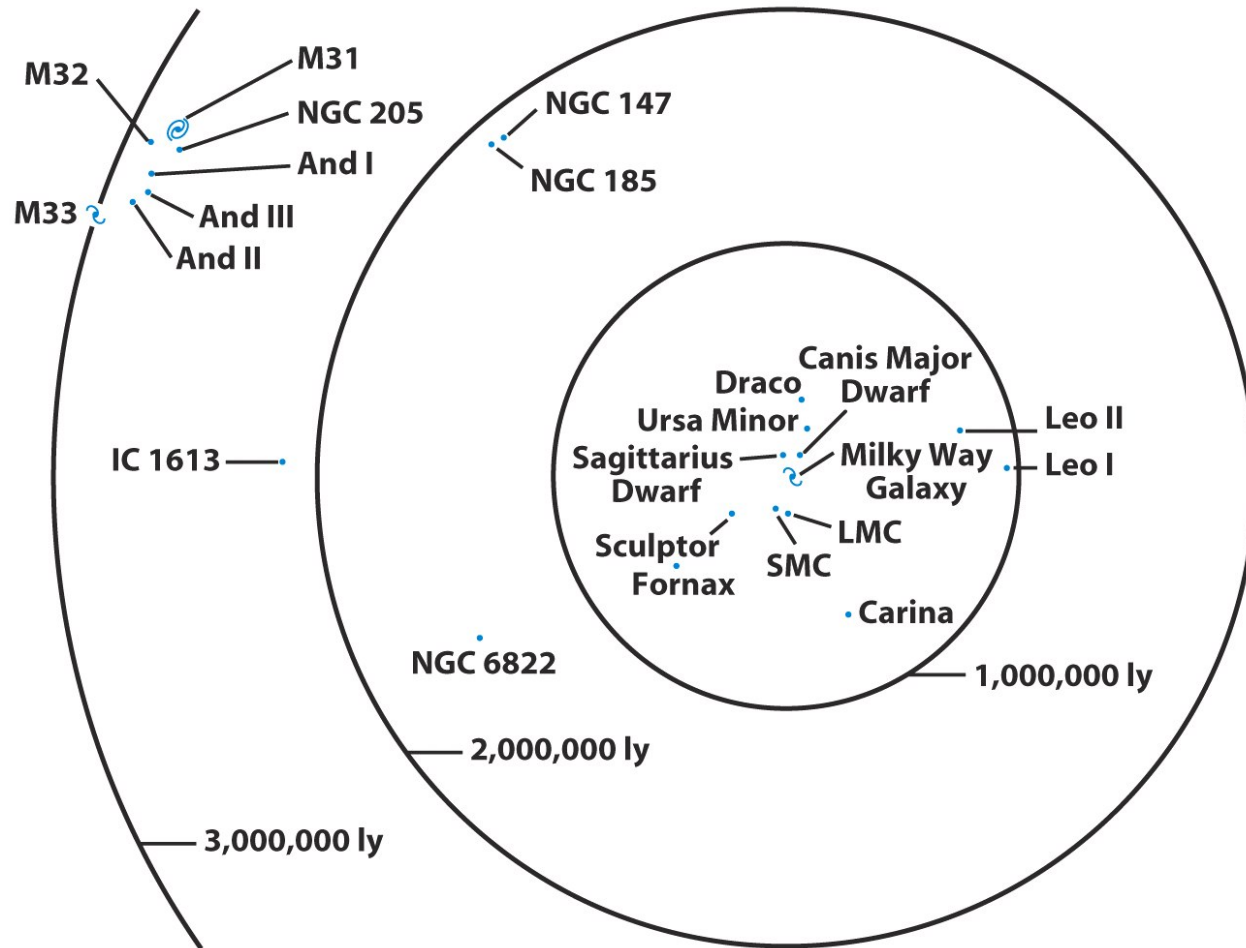 M31
M32
NGC 205
NGC 147
And I
NGC 185
M33
And III
And II
Canis Major
Dwarf
Draco
Ursa Minor
Leo II
IC 1613
Sagittarius
Dwarf
Milky Way
Galaxy
Leo I
LMC
Sculptor
SMC
Fornax
Carina
NGC 6822
1,000,000 ly
2,000,000 ly
3,000,000 ly